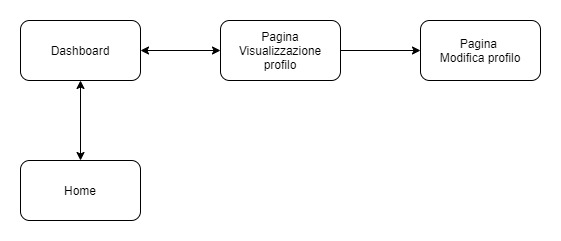 Dashboard
Pagina
Visualizzazione
profilo
Pagina
Modifica profilo
Home